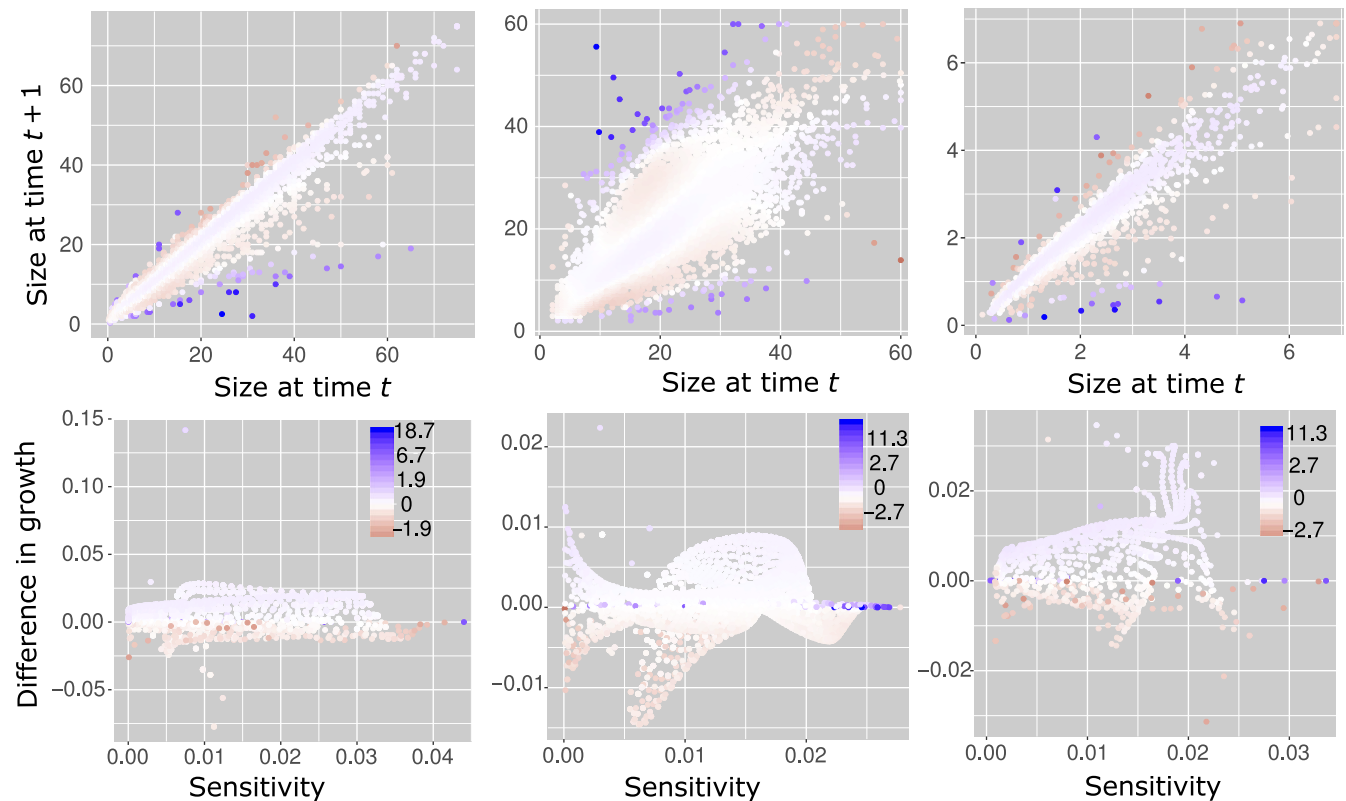 60
40
20
0
Size at time t + 1
0 20 40 60
Size at time t
60
40
20
0
0 20 40 60
Size at time t
6
4
2
0
0 2 4 6
Size at time t
0.15
0.10
0.05
0.00
−0.05
Difference in growth
18.7
6.7
1.9
0
−1.9
0.00 0.01 0.02 0.03 0.04
Sensitivity
0.02
0.01
0.00
−0.01
11.3
2.7
0
−2.7
0.00 0.01 0.02
Sensitivity
0.02
0.00
−0.02
11.3
2.7
0
−2.7
0.00 0.01 0.02 0.03
Sensitivity